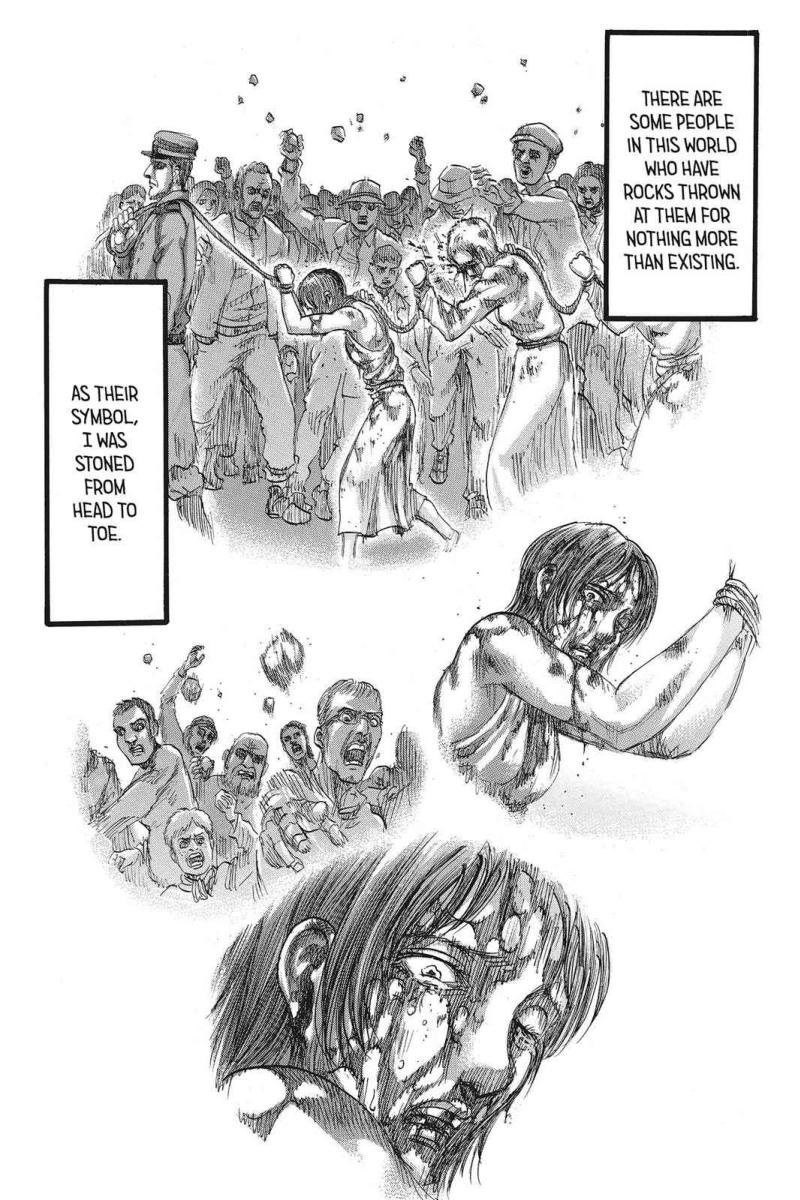 THERE ARE
SOME PEOPLE
IN THIS WORLD
WHO HAVE
ROCKS THROWN
AT THEM FOR
NOTHING MORE
THAN EXISTING.
AS THEIR
SYMBOL,
I WAS
STONED
FROM
HEAD TO
TOE.